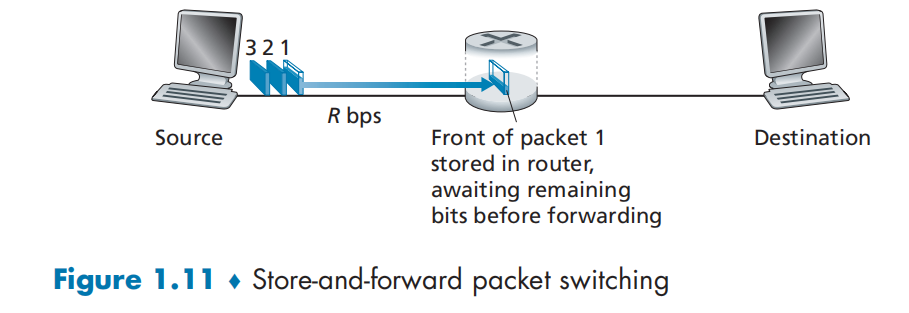 3 2 1
R bps
Source
Front of packet 1
stored in router,
awaiting remaining
bits before forwarding
Destination
Figure 1.11 ♦ Store-and-forward packet switching